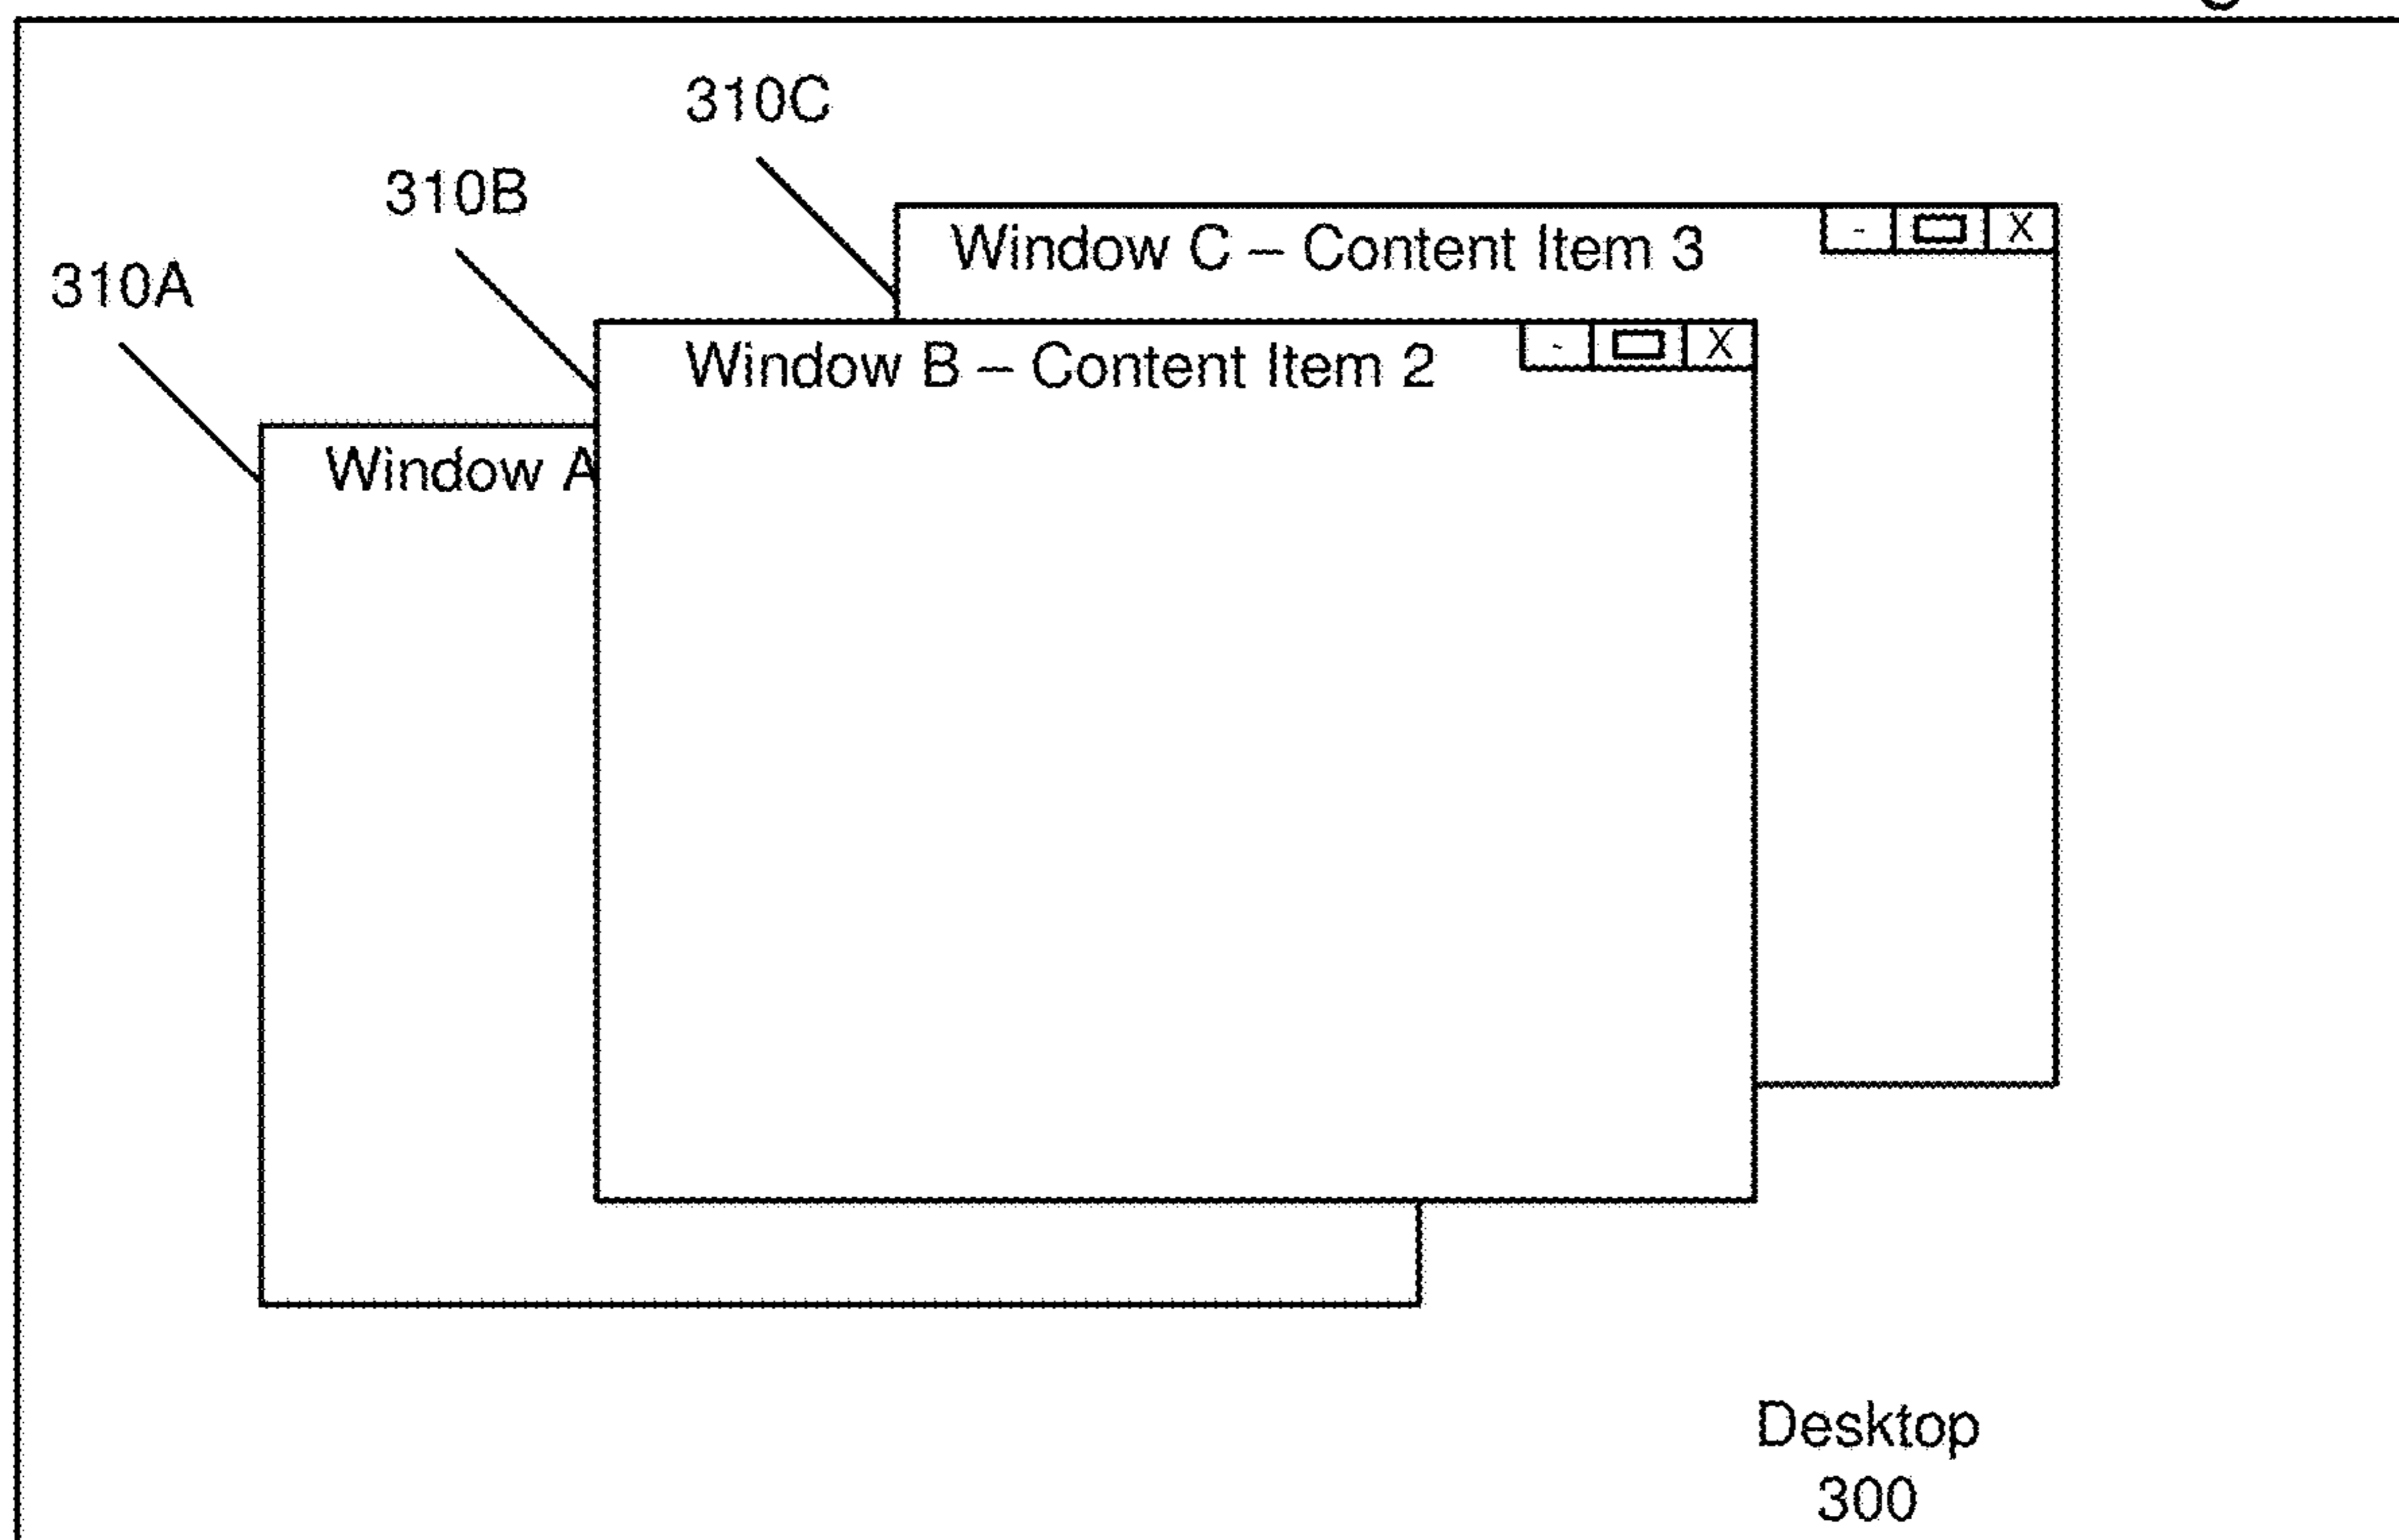 310C
310B
310A
Window C – Content Item 3
- X
Window B – Content Item 2
- X
Window A
Desktop
300